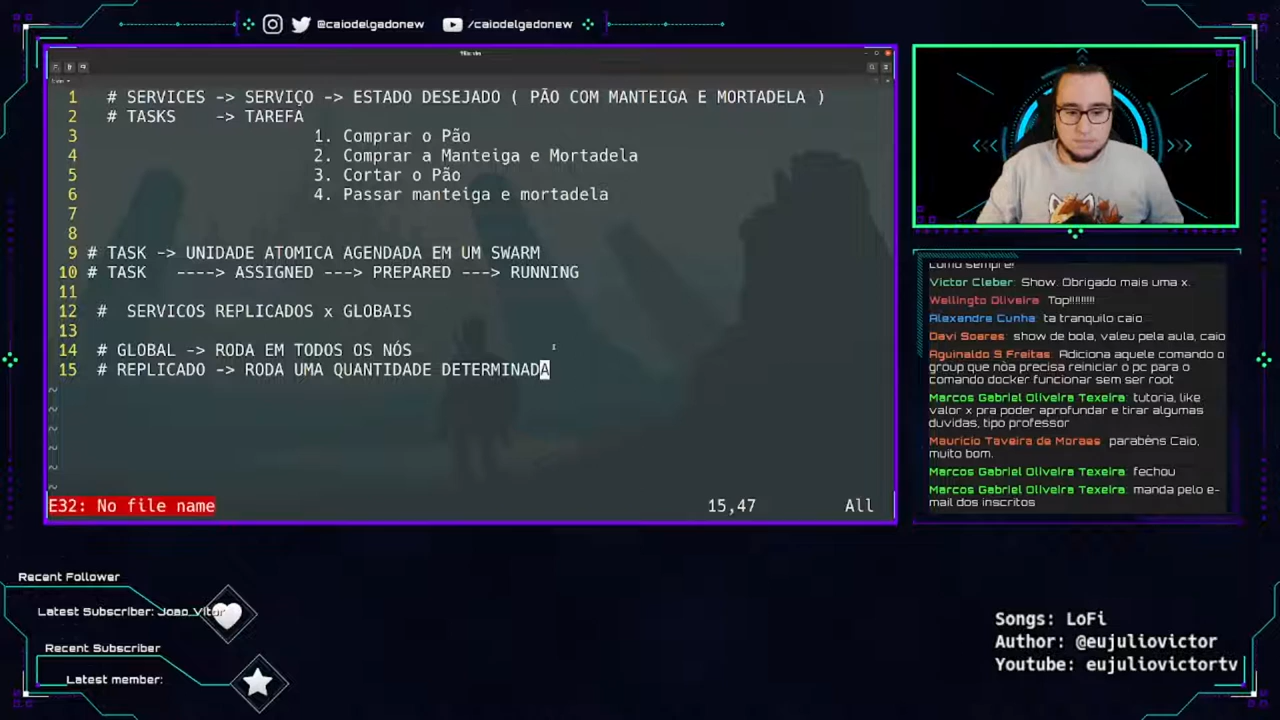 @caiodelgadonew /caiodelgadonew
1 # SERVICES -> SERVIÇO -> ESTADO DESEJADO ( PÃO COM MANTEIGA E MORTADELA )
2 # TASKS -> TAREFA
3 1. Comprar o Pão
4 2. Comprar a Manteiga e Mortadela
5 3. Cortar o Pão
6 4. Passar manteiga e mortadela
7
8
9 # TASK -> UNIDADE ATOMICA AGENDADA EM UM SWARM
10 # TASK ----> ASSIGNED ---> PREPARED ---> RUNNING
11
12 # SERVICOS REPLICADOS x GLOBAIS
13
14 # GLOBAL -> RODA EM TODOS OS NÓS
15 # REPLICADO -> RODA UMA QUANTIDADE DETERMINADA
~
~
~
~
~
~
E32: No file name 15,47 All
como sempre!
Victor Cleber: Show. Obrigado mais uma x.
Wellingto Oliveira: Top!!!!!!!!!
Alexandre Cunha: ta tranquilo caio
Davi Soares: show de bola, valeu pela aula, caio
Aguinaldo S Freitas: Adiciona aquele comando o
group que nòa precisa reiniciar o pc para o
comando docker funcionar sem ser root
Marcos Gabriel Oliveira Texeira: tutoria, like
valor x pra poder aprofundar e tirar algumas
duvidas, tipo professor
Mauricio Taveira de Moraes: parabèns Caio,
muito bom.
Marcos Gabriel Oliveira Texeira: fechou
Marcos Gabriel Oliveira Texeira: manda pelo e-
mail dos inscritos
Recent Follower
Latest Subscriber: Joao Vitor
Recent Subscriber
Latest member:
Songs: LoFi
Author: @eujuliovictor
Youtube: eujuliovictortv